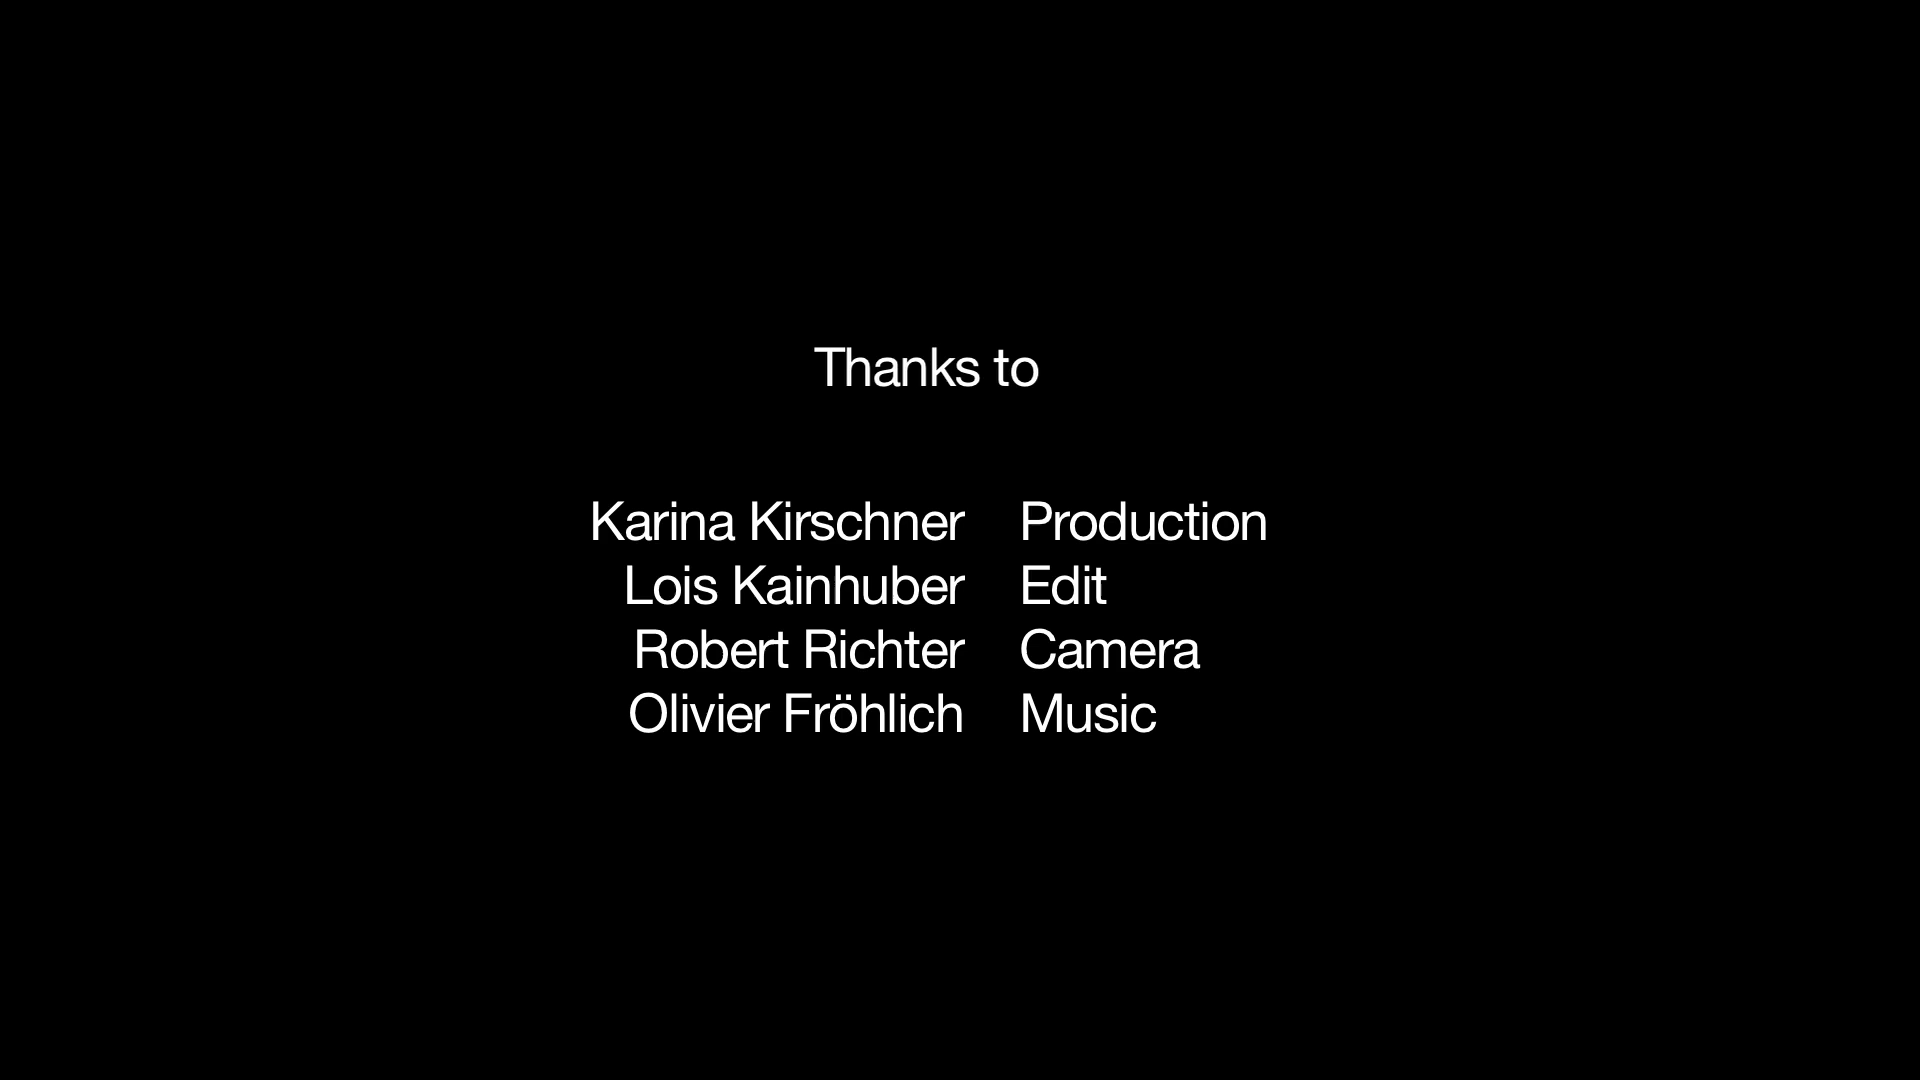 Thanks to
Karina Kirschner Production
Lois Kainhuber Edit
Robert Richter Camera
Olivier Fröhlich Music